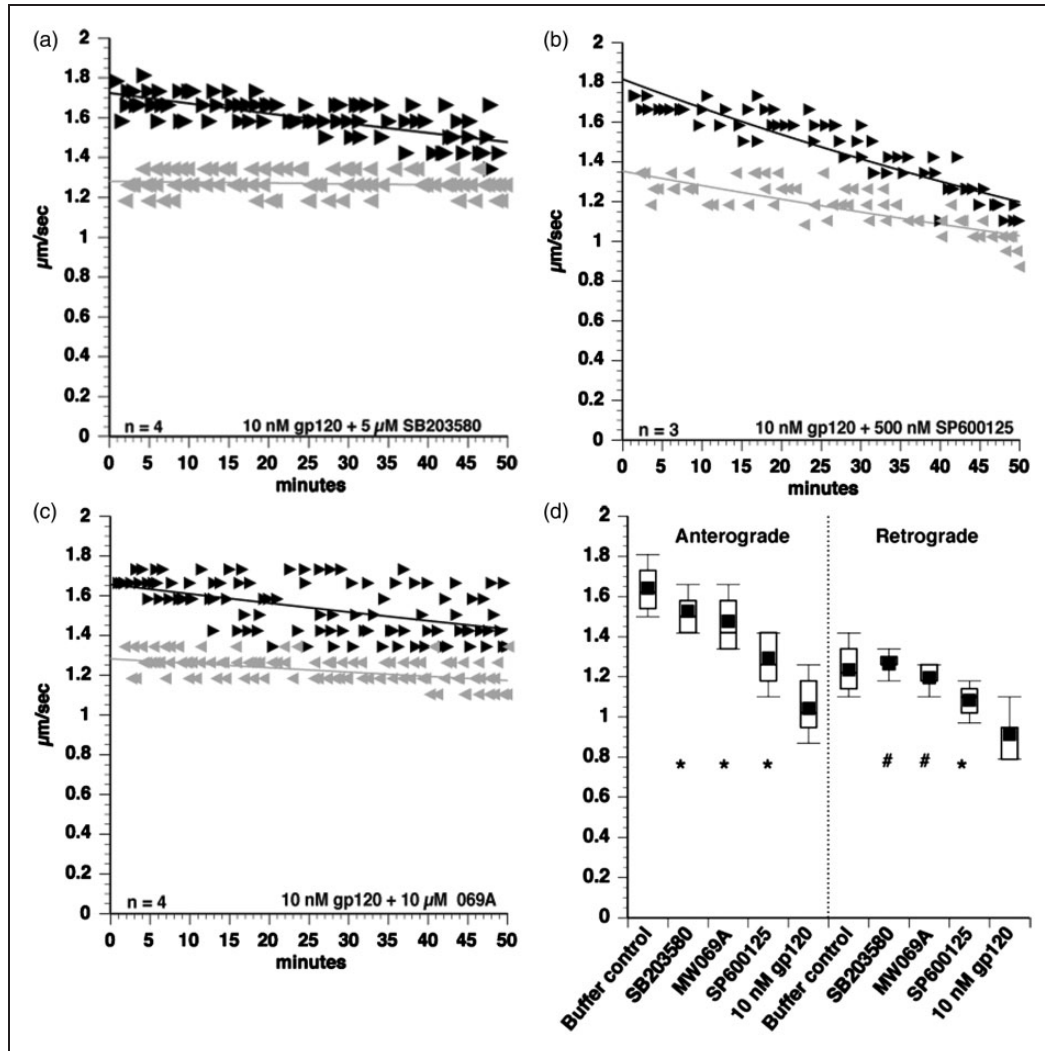 (a)
2
1.8
1.6
1.4
1.2
1
0.8
0.6
0.4
0.2
0
µm/sec
n = 4 10 nM gp120 + 5 µM SB203580
0 5 10 15 20 25 30 35 40 45 50
minutes
(b)
2
1.8
1.6
1.4
1.2
1
0.8
0.6
0.4
0.2
0
µm/sec
n = 3 10 nM gp120 + 500 nM SP600125
0 5 10 15 20 25 30 35 40 45 50
minutes
(c)
2
1.8
1.6
1.4
1.2
1
0.8
0.6
0.4
0.2
0
µm/sec
n = 4 10 nM gp120 + 10 µM 069A
0 5 10 15 20 25 30 35 40 45 50
minutes
(d)
2
1.8
1.6
1.4
1.2
1
0.8
0.6
0.4
0.2
0
Anterograde Retrograde
* * * # # *
Buffer control
SB203580
MW069A
SP600125
10 nM gp120
Buffer control
SB203580
MW069A
SP600125
10 nM gp120